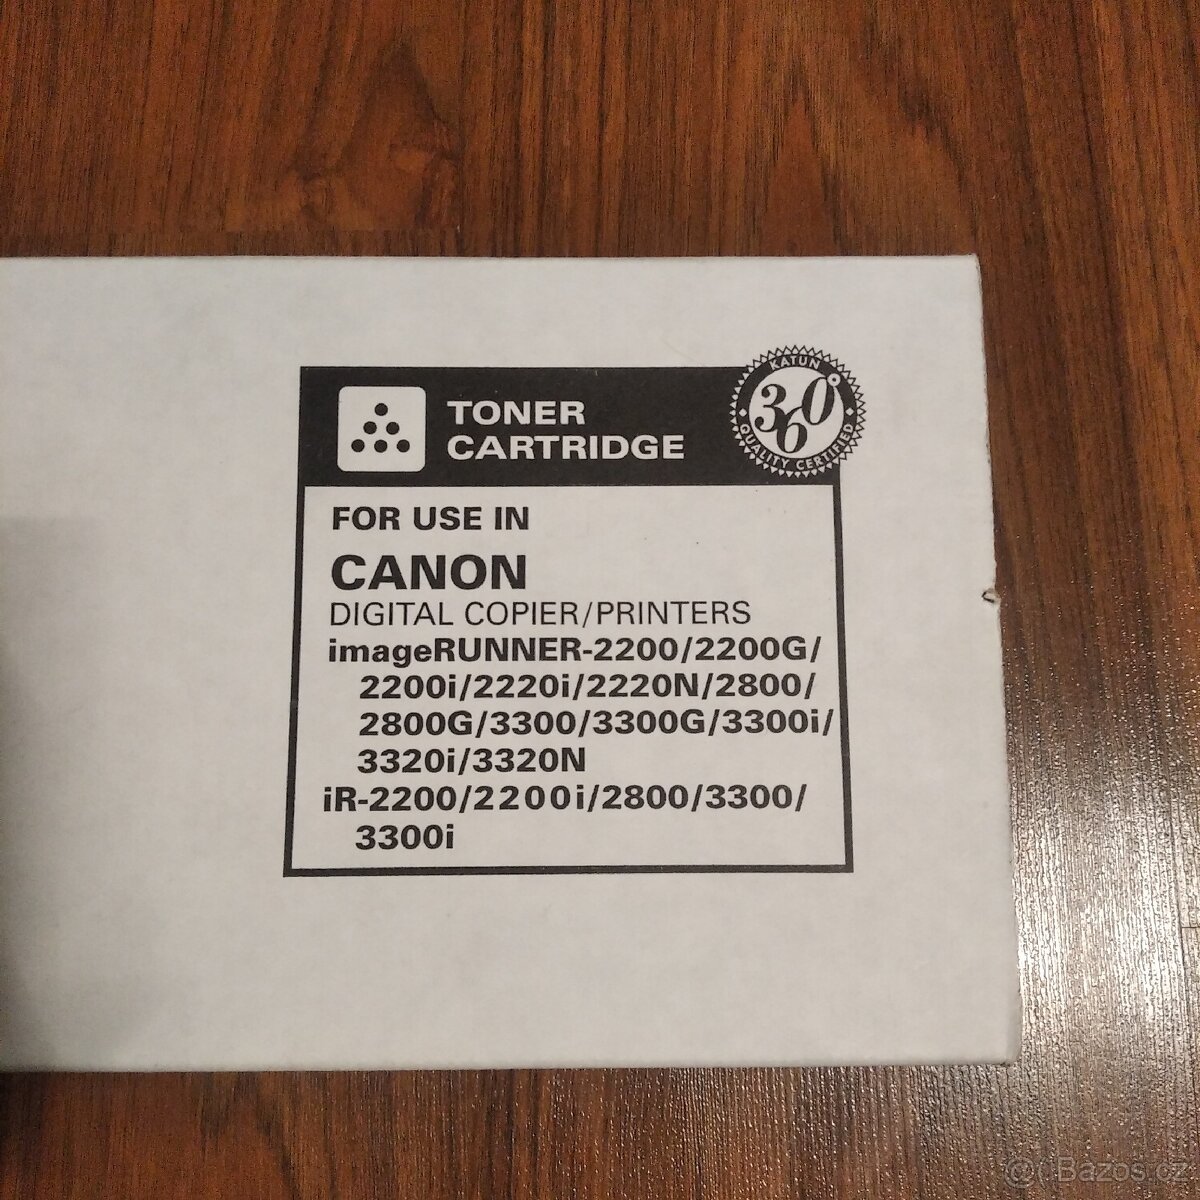 KATUN
360°
QUALITY CERTIFIED
TONER
CARTRIDGE
FOR USE IN
CANON
DIGITAL COPIER/PRINTERS
imageRUNNER-2200/2200G/
2200i/2220i/2220N/2800/
2800G/3300/3300G/3300i/
3320i/3320N
iR-2200/2200i/2800/3300/
3300i
@ Bazos.cz